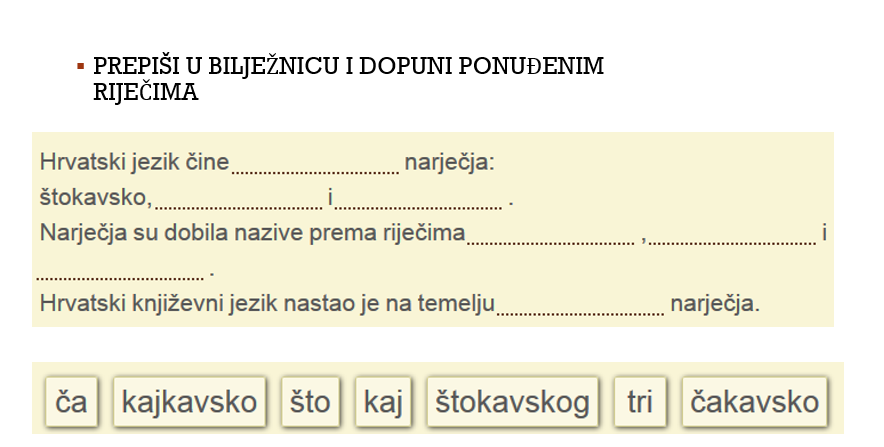 ▪ PREPIŠI U BILJEŽNICU I DOPUNI PONUĐENIM
RIJEČIMA
Hrvatski jezik čine.............................. narječja:
štokavsko,.............................. i.............................. .
Narječja su dobila nazive prema riječima.............................. ,.............................. i
.............................. .
Hrvatski književni jezik nastao je na temelju.............................. narječja.
ča kajkavsko što kaj štokavskog tri čakavsko